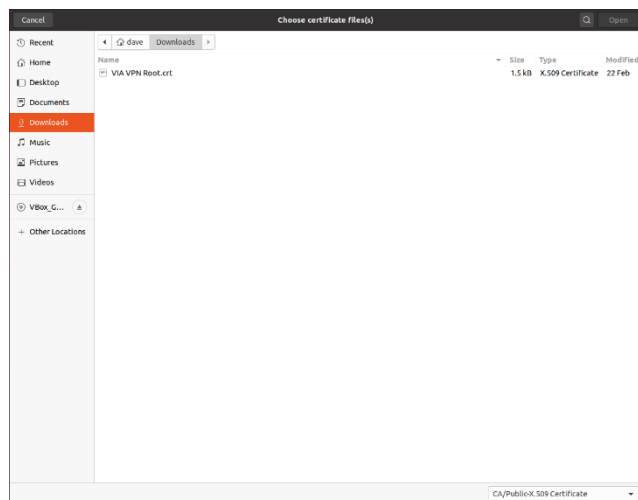 Cancel Choose certificate files(s) Open
Recent
Home
Desktop
Documents
Downloads
Music
Pictures
Videos
VBox_G...
Other Locations
dave Downloads
Name Size Type Modified
VIA VPN Root.crt 1.5 kB X.509 Certificate 22 Feb
CA/Public-X.509 Certificate